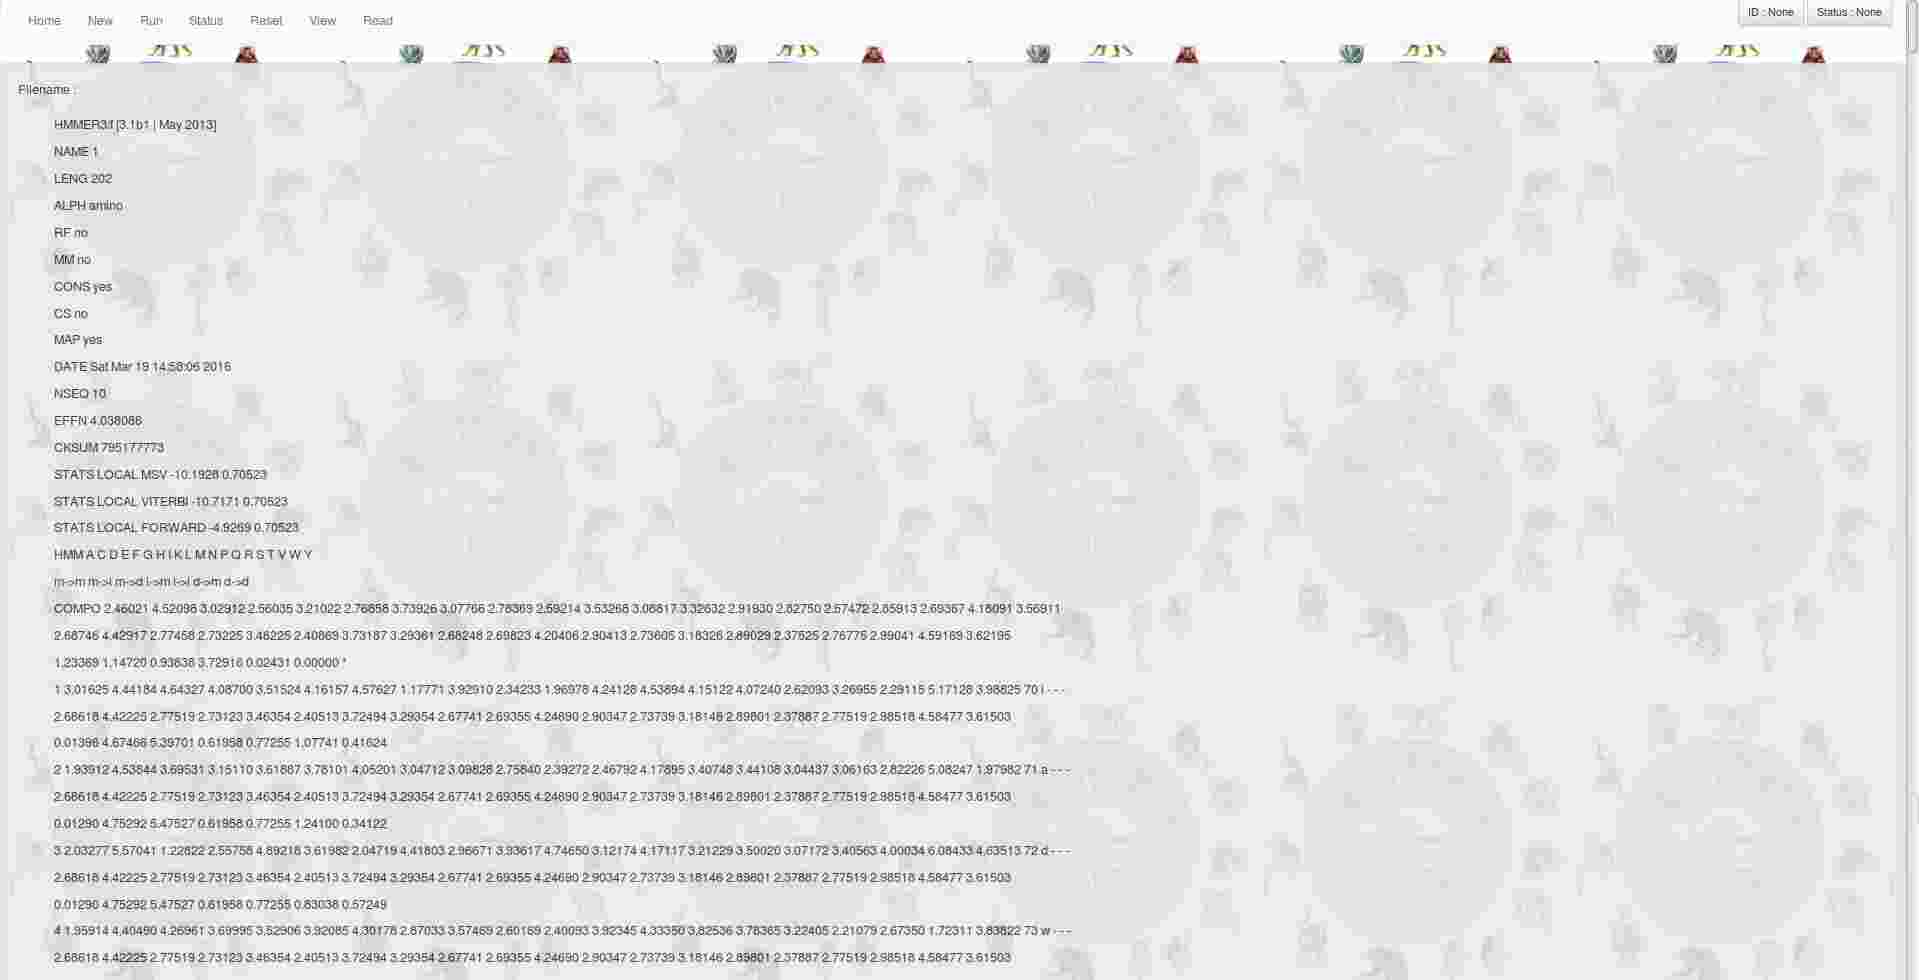 Home New Run Status Reset View Read
ID : None Status : None
Filename :
HMMER3/f [3.1b1 | May 2013]
NAME 1
LENG 202
ALPH amino
RF no
MM no
CONS yes
CS no
MAP yes
DATE Sat Mar 19 14:58:06 2016
NSEQ 10
EFFN 4.038086
CKSUM 795177773
STATS LOCAL MSV -10.1928 0.70523
STATS LOCAL VITERBI -10.7171 0.70523
STATS LOCAL FORWARD -4.9269 0.70523
HMM A C D E F G H I K L M N P Q R S T V W Y
m->m m->i m->d i->m i->i d->m d->d
COMPO 2.46021 4.52098 3.02912 2.56035 3.21022 2.76858 3.73926 3.07766 2.78369 2.59214 3.53268 3.06817 3.32632 2.91930 2.82750 2.57472 2.85913 2.69367 4.18091 3.56911
2.68746 4.42917 2.77458 2.73225 3.46225 2.40869 3.73187 3.29361 2.68248 2.69823 4.20406 2.90413 2.73605 3.18326 2.89029 2.37525 2.76775 2.99041 4.59169 3.62195
1.23369 1.14720 0.93838 3.72916 0.02431 0.00000 *
1 3.01625 4.44184 4.64327 4.08700 3.51524 4.16157 4.57627 1.17771 3.92910 2.34233 1.96978 4.24128 4.53894 4.15122 4.07240 2.62093 3.26955 2.29115 5.17128 3.98825 70 i - - -
2.68618 4.42225 2.77519 2.73123 3.46354 2.40513 3.72494 3.29354 2.67741 2.69355 4.24690 2.90347 2.73739 3.18146 2.89801 2.37887 2.77519 2.98518 4.58477 3.61503
0.01396 4.67468 5.39701 0.61958 0.77255 1.07741 0.41624
2 1.93912 4.53844 3.69531 3.15110 3.61887 3.78101 4.05201 3.04712 3.09828 2.75840 2.39272 2.46792 4.17895 3.40748 3.44108 3.04437 3.06163 2.82226 5.08247 1.97982 71 a - - -
2.68618 4.42225 2.77519 2.73123 3.46354 2.40513 3.72494 3.29354 2.67741 2.69355 4.24690 2.90347 2.73739 3.18146 2.89801 2.37887 2.77519 2.98518 4.58477 3.61503
0.01290 4.75292 5.47527 0.61958 0.77255 1.24100 0.34122
3 2.03277 5.57041 1.22822 2.55758 4.89218 3.61982 2.04719 4.41803 2.96671 3.93617 4.74650 3.12174 4.17117 3.21229 3.50020 3.07172 3.40563 4.00034 6.08433 4.63513 72 d - - -
2.68618 4.42225 2.77519 2.73123 3.46354 2.40513 3.72494 3.29354 2.67741 2.69355 4.24690 2.90347 2.73739 3.18146 2.89801 2.37887 2.77519 2.98518 4.58477 3.61503
0.01290 4.75292 5.47527 0.61958 0.77255 0.83038 0.57249
4 1.95914 4.40490 4.26961 3.69995 3.52906 3.92085 4.30178 2.87033 3.57469 2.60169 2.40093 3.92345 4.33350 3.82536 3.78365 3.22405 2.21079 2.67350 1.72311 3.83822 73 w - - -
2.68618 4.42225 2.77519 2.73123 3.46354 2.40513 3.72494 3.29354 2.67741 2.69355 4.24690 2.90347 2.73739 3.18146 2.89801 2.37887 2.77519 2.98518 4.58477 3.61503